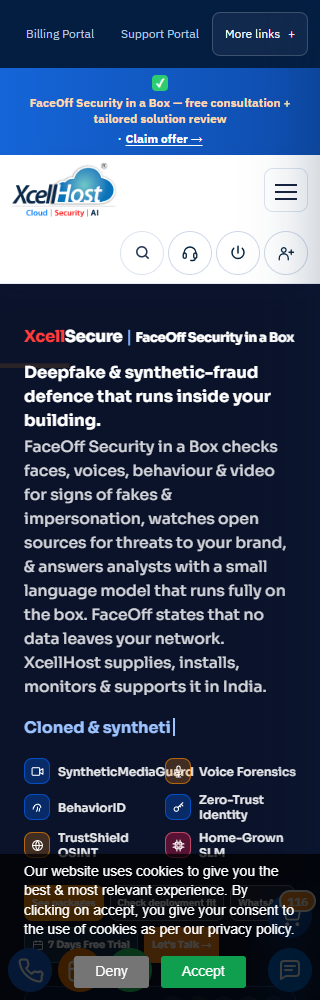 Billing Portal
Support Portal
More links +
FaceOff Security in a Box — free consultation +
tailored solution review
· Claim offer →
XcellHost
®
Cloud | Security | AI
XcellSecure | FaceOff Security in a Box
Deepfake & synthetic-fraud
defence that runs inside your
building.
FaceOff Security in a Box checks
faces, voices, behaviour & video
for signs of fakes &
impersonation, watches open
sources for threats to your brand,
& answers analysts with a small
language model that runs fully on
the box. FaceOff states that no
data leaves your network.
XcellHost supplies, installs,
monitors & supports it in India.
Cloned & syntheti
SyntheticMediaGuard
Voice Forensics
BehaviorID
Zero-Trust
Identity
TrustShield
OSINT
Home-Grown
SLM
Our website uses cookies to give you the
best & most relevant experience. By
clicking on accept, you give your consent to
the use of cookies as per our privacy policy.
See packages
Check deployment fit
116
7 Days Free Trial
Let's Talk →
Deny
Accept